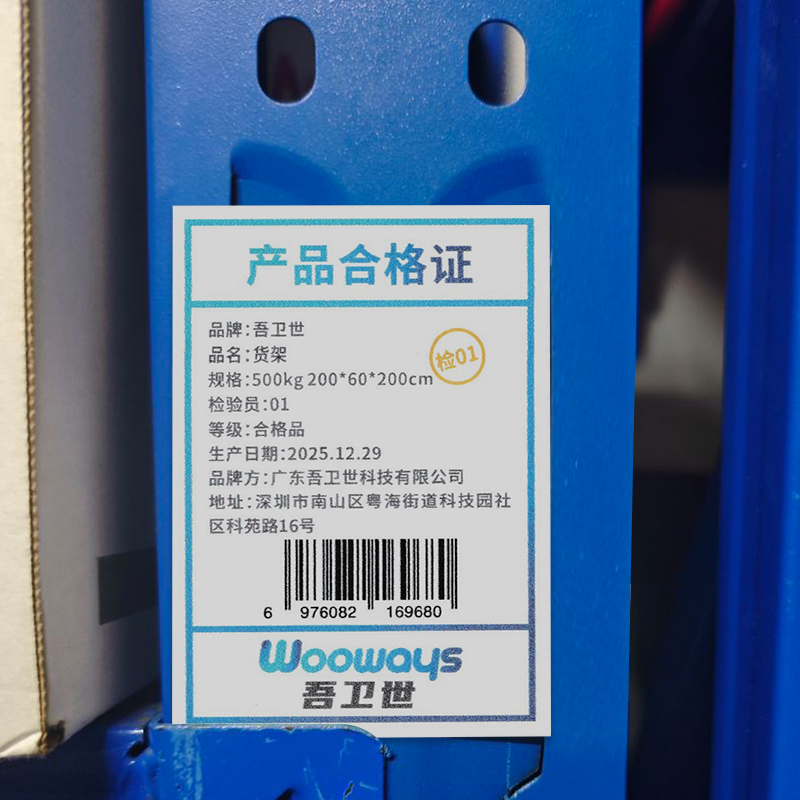 产品合格证
品牌：吾卫世
品名：货架
检01
规格：500kg 200*60*200cm
检验员：01
等级：合格品
生产日期：2025.12.29
品牌方：广东吾卫世科技有限公司
地址：深圳市南山区粤海街道科技园社
区科苑路16号
6 976082 169680
Wooways
吾卫世